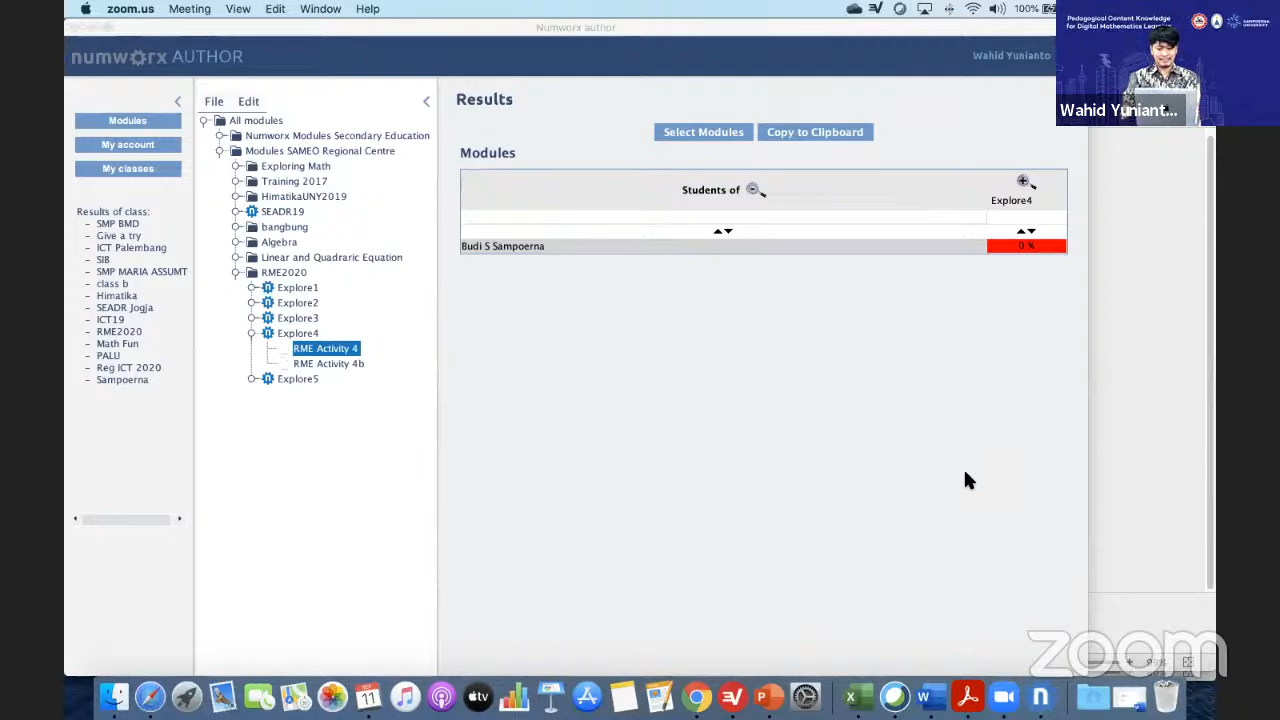 zoom.us Meeting View Edit Window Help
100%
Numworx author
numworx AUTHOR
Wahid Yunianto
Pedagogical Content Knowledge
for Digital Mathematics Learning
SAMPOERNA
UNIVERSITY
Wahid Yuniant...
Modules
My account
My classes
Results of class:
– SMP BMD
– Give a try
– ICT Palembang
– SIB
– SMP MARIA ASSUMT
– class b
– Himatika
– SEADR Jogja
– ICT19
– RME2020
– Math Fun
– PALU
– Reg ICT 2020
– Sampoerna
File Edit
All modules
Numworx Modules Secondary Education
Modules SAMEO Regional Centre
Exploring Math
Training 2017
HimatikaUNY2019
SEADR19
bangbung
Algebra
Linear and Quadraric Equation
RME2020
Explore1
Explore2
Explore3
Explore4
RME Activity 4
RME Activity 4b
Explore5
Results
Select Modules Copy to Clipboard
Modules
Students of
Explore4
Budi S Sampoerna 0 %
zoom